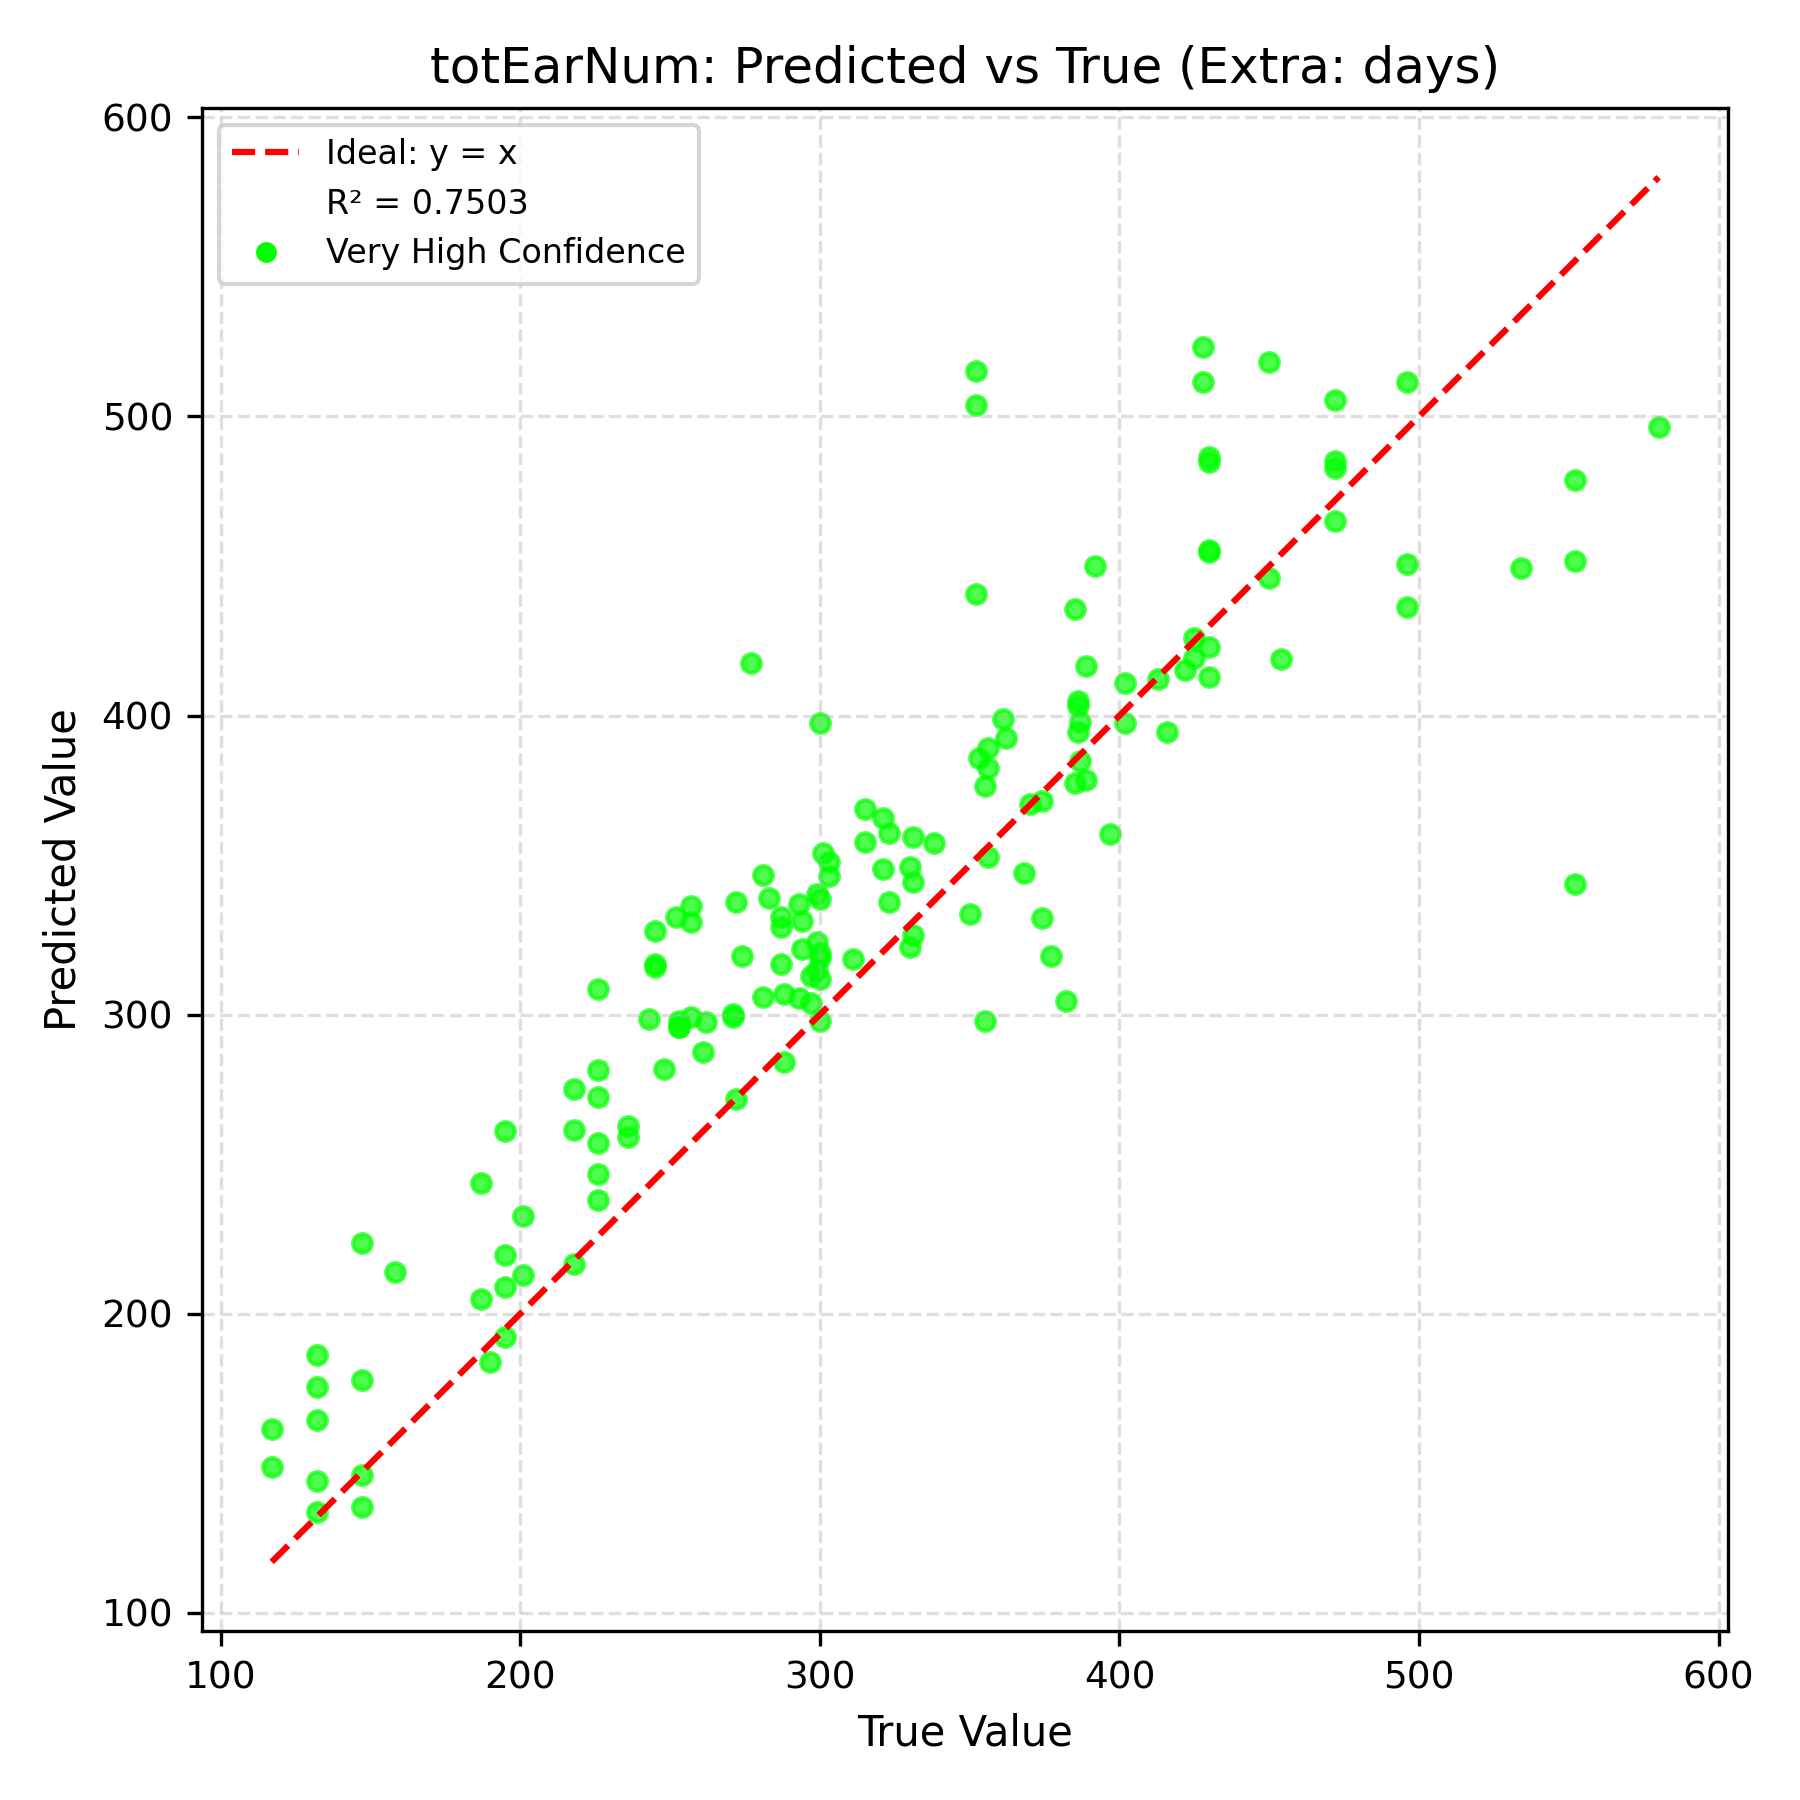 totEarNum: Predicted vs True (Extra: days)
Ideal: y = x
R² = 0.7503
Very High Confidence
Predicted Value
600
500
400
300
200
100
100 200 300 400 500 600
True Value